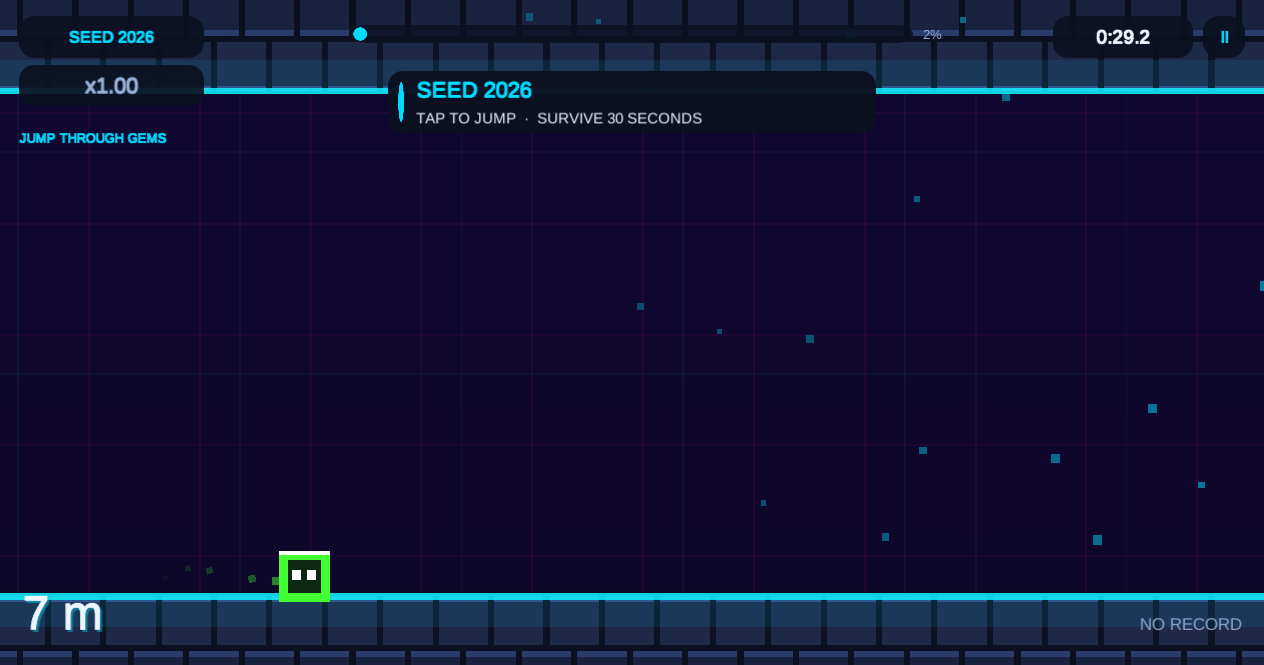 SEED 2026
2%
0:29.2
x1.00
SEED 2026
TAP TO JUMP · SURVIVE 30 SECONDS
JUMP THROUGH GEMS
7 m
NO RECORD